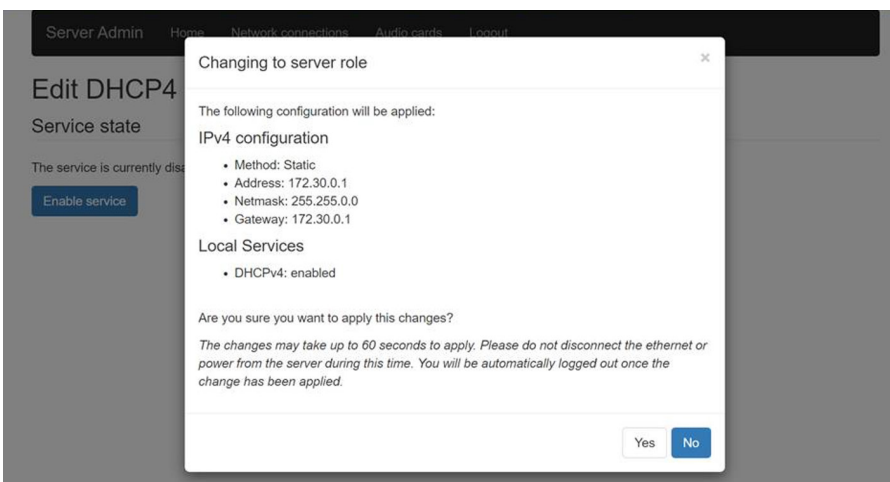 Server Admin Home Network connections Audio cards Logout
Changing to server role ×
Edit DHCP4
The following configuration will be applied:
Service state
IPv4 configuration
The service is currently
• Method: Static
• Address: 172.30.0.1
Enable service
• Netmask: 255.255.0.0
• Gateway: 172.30.0.1
Local Services
• DHCPv4: enabled
Are you sure you want to apply this changes?
The changes may take up to 60 seconds to apply. Please do not disconnect the ethernet or
power from the server during this time. You will be automatically logged out once the
change has been applied.
Yes No